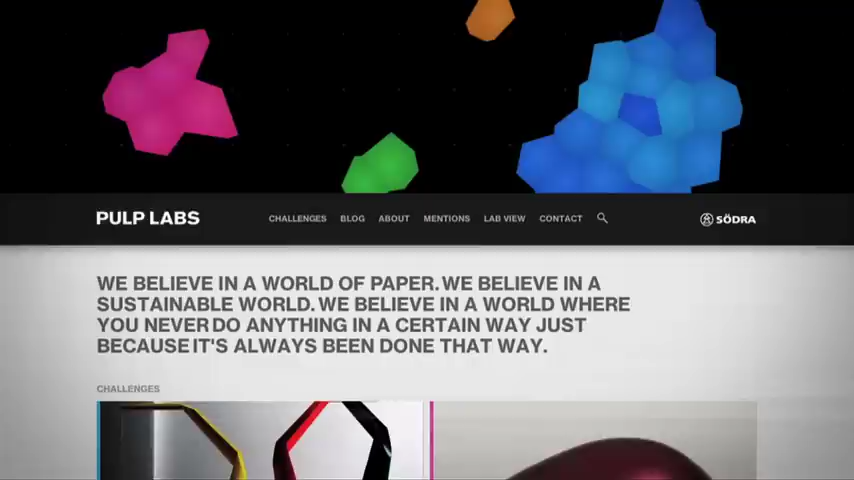 PULP LABS
CHALLENGES BLOG ABOUT MENTIONS LAB VIEW CONTACT
SÖDRA
WE BELIEVE IN A WORLD OF PAPER. WE BELIEVE IN A
SUSTAINABLE WORLD. WE BELIEVE IN A WORLD WHERE
YOU NEVER DO ANYTHING IN A CERTAIN WAY JUST
BECAUSE IT'S ALWAYS BEEN DONE THAT WAY.
CHALLENGES